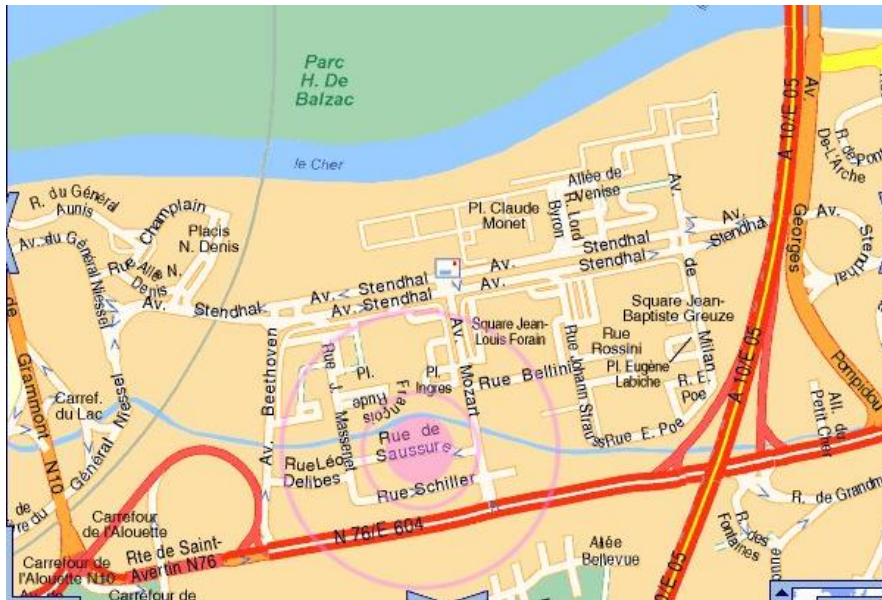 Parc
H. De
Balzac
le Cher
A 10/E 05
Av.
Georges
Pompidou
R. de Pont
De-L'Arche
R. du Général
Aunis
Av. du Général Niessel
Champlain
Placis
N. Denis
Rue Alle N.
Denis
Allée de
Venise
Pl. Claude
Monet
R. Lord
Byron
Av.
de
Milan
Av.
Stendhal
Av.
Stendhal
Av.
Stendhal
Av.
Stendhal
Av.
Stendhal
Av.
Stendhal
de
Grammont
N10
Carref.
du Lac
Général Niessel
Av. Beethoven
Rue J.
Massenet
Pl.
François
Rude
Pl.
Ingres
Av.
Mozart
Square Jean-
Louis Forain
Rue Bellini
Rue Johann Strauss
Rue
Rossini
Square Jean-
Baptiste Greuze
Pl. Eugène
Labiche
R. E.
Poe
Rue E. Poe
A 10/E 05
All. du
Petit Cher
Rue de
Saussure
Rue Léo
Delibes
Rue Schiller
N 76/E 604
Carrefour
de l'Alouette
Rte de Saint-
Avertin N76
Carrefour de
l'Alouette N10
Carrefour de
Allée
Bellevue
E 05
R. des
Fontaines
R. de Grandm